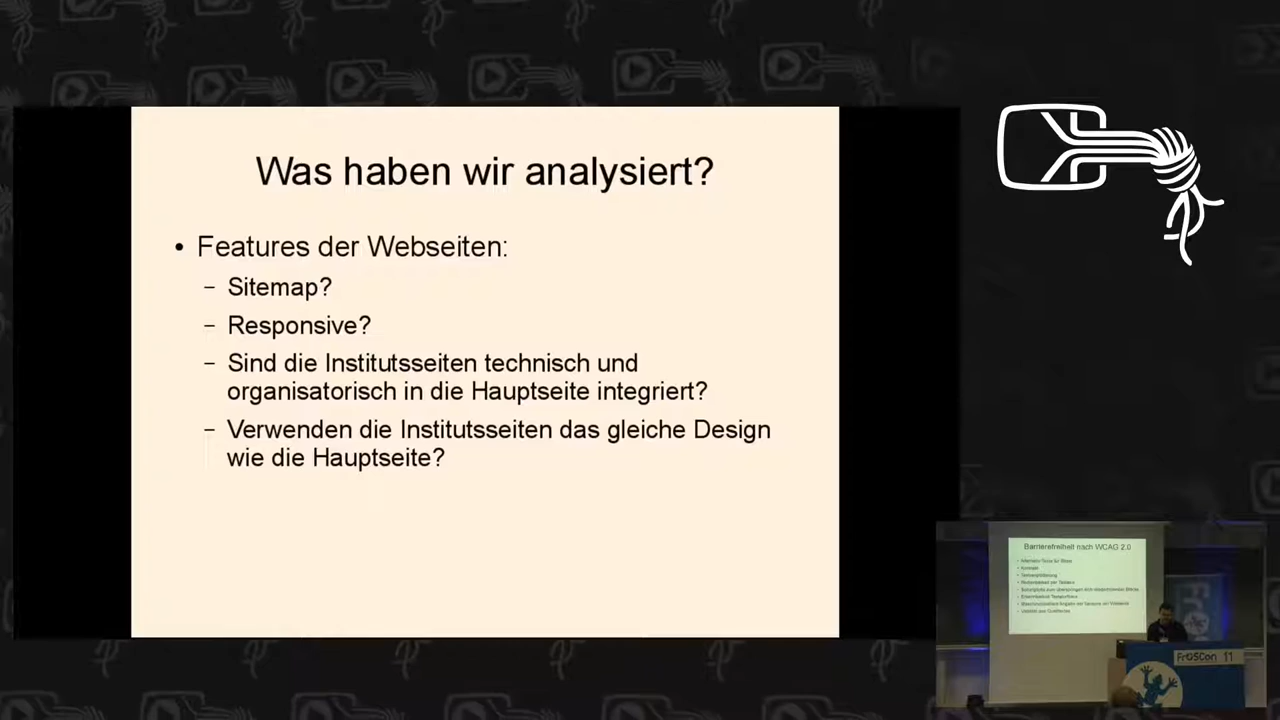 Was haben wir analysiert?
• Features der Webseiten:
– Sitemap?
– Responsive?
– Sind die Institutsseiten technisch und
organisatorisch in die Hauptseite integriert?
– Verwenden die Institutsseiten das gleiche Design
wie die Hauptseite?
Barrierefreiheit nach WCAG 2.0
FrOSCon 11